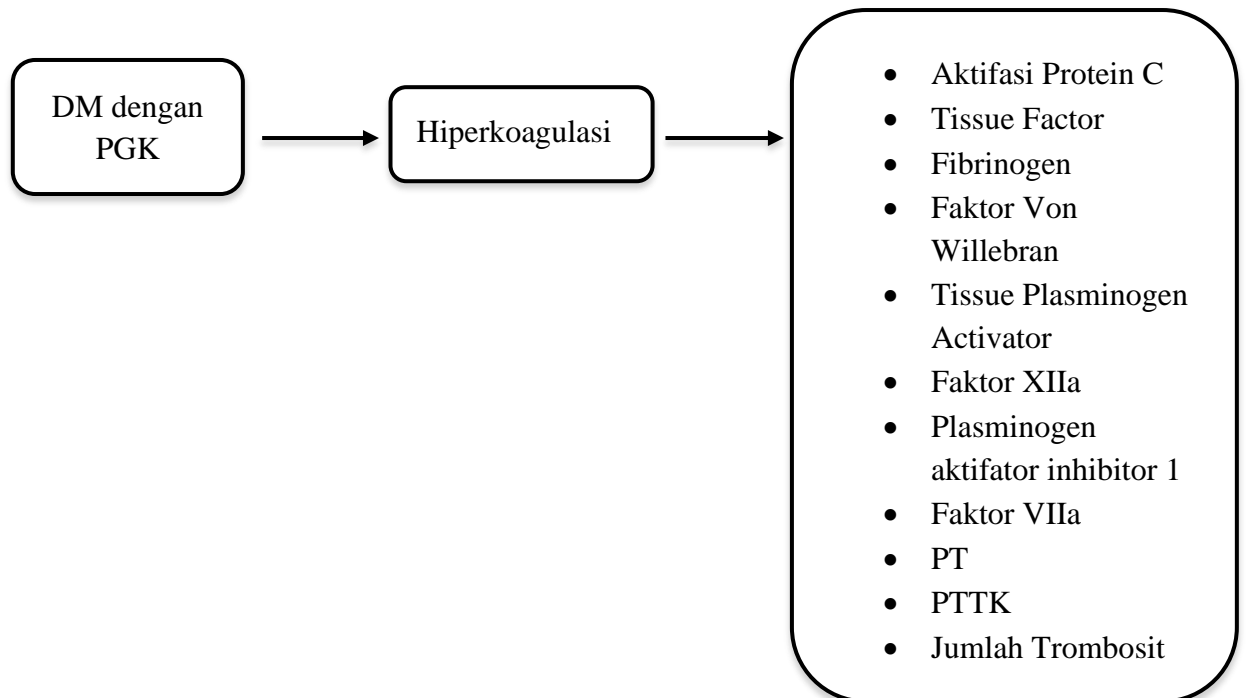 DM dengan
PGK
Hiperkoagulasi
• Aktifasi Protein C
• Tissue Factor
• Fibrinogen
• Faktor Von
Willebran
• Tissue Plasminogen
Activator
• Faktor XIIa
• Plasminogen
aktifator inhibitor 1
• Faktor VIIa
• PT
• PTTK
• Jumlah Trombosit